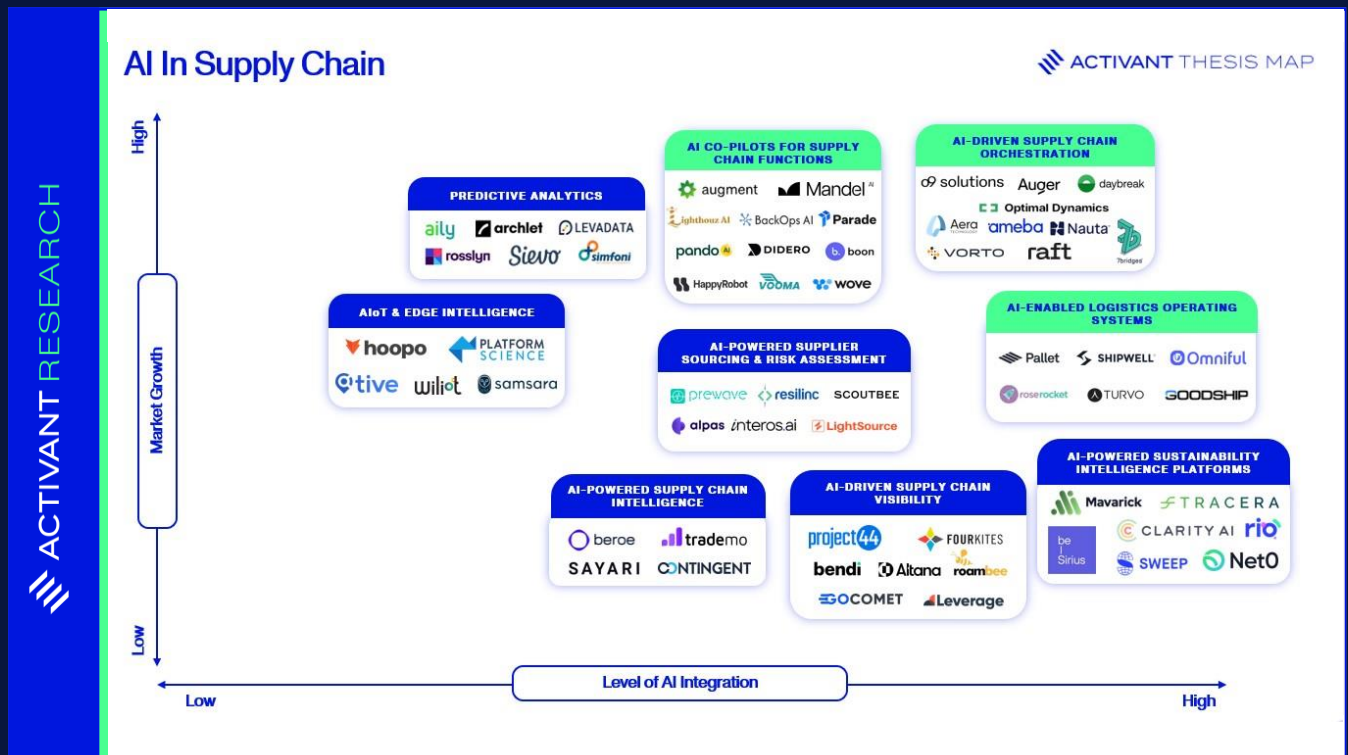 AI In Supply Chain
ACTIVANT THESIS MAP
ACTIVANT RESEARCH
High
Market Growth
Low
Low
Level of AI Integration
High
PREDICTIVE ANALYTICS
aily archlet LEVADATA
rosslyn Sievo simfoni
AI CO-PILOTS FOR SUPPLY
CHAIN FUNCTIONS
augment Mandel AI
Lighthouz AI BackOps AI Parade
pando AI DIDERO b. boon
HappyRobot VOOMA wove
AI-DRIVEN SUPPLY CHAIN
ORCHESTRATION
o9 solutions Auger daybreak
Optimal Dynamics
Aera TECHNOLOGY ameba Nauta
VORTO raft 7bridges
AIoT & EDGE INTELLIGENCE
hoopo PLATFORM
SCIENCE
tive wiliot samsara
AI-POWERED SUPPLIER
SOURCING & RISK ASSESSMENT
prewave resilinc SCOUTBEE
alpas interos.ai LightSource
AI-ENABLED LOGISTICS OPERATING
SYSTEMS
Pallet SHIPWELL Omniful
roserocket TURVO GOODSHIP
AI-POWERED SUPPLY CHAIN
INTELLIGENCE
beroe trademo
SAYARI CONTINGENT
AI-DRIVEN SUPPLY CHAIN
VISIBILITY
project44 FOURKITES
bendi Altana roambee
GOCOMET Leverage
AI-POWERED SUSTAINABILITY
INTELLIGENCE PLATFORMS
Mavarick TRACERA
be
Sirius
CLARITY AI rio
SWEEP Net0